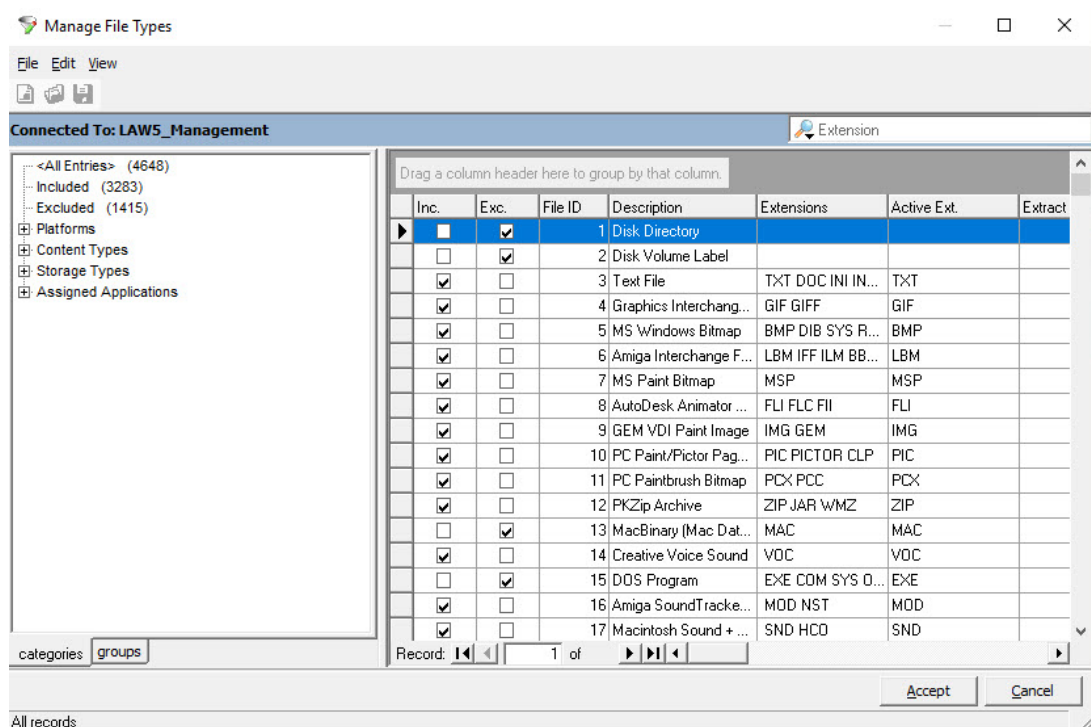 Manage File Types
File Edit View
Connected To: LAW5_Management
Extension
<All Entries> (4648)
Included (3283)
Excluded (1415)
Platforms
Content Types
Storage Types
Assigned Applications
categories groups
Drag a column header here to group by that column.
Inc. Exc. File ID Description Extensions Active Ext. Extract
1 Disk Directory
2 Disk Volume Label
3 Text File TXT DOC INI IN... TXT
4 Graphics Interchang... GIF GIFF GIF
5 MS Windows Bitmap BMP DIB SYS R... BMP
6 Amiga Interchange F... LBM IFF ILM BB... LBM
7 MS Paint Bitmap MSP MSP
8 AutoDesk Animator ... FLI FLC FII FLI
9 GEM VDI Paint Image IMG GEM IMG
10 PC Paint/Pictor Pag... PIC PICTOR CLP PIC
11 PC Paintbrush Bitmap PCX PCC PCX
12 PKZip Archive ZIP JAR WMZ ZIP
13 MacBinary (Mac Dat... MAC MAC
14 Creative Voice Sound VOC VOC
15 DOS Program EXE COM SYS O... EXE
16 Amiga SoundTracke... MOD NST MOD
17 Macintosh Sound + ... SND HCO SND
Record: 1 of
Accept Cancel
All records